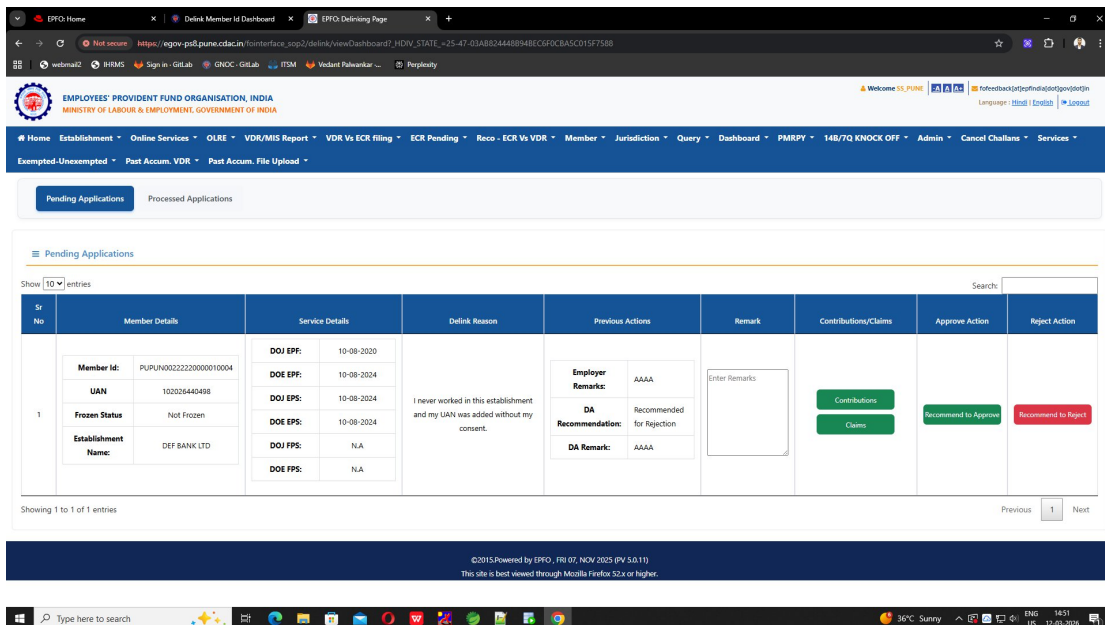 EPFO: Home
Delink Member Id Dashboard
EPFO: Delinking Page
Not secure https://egov-ps8.pune.cdac.in/fointerface_sop2/delink/viewDashboard?_HDIV_STATE_=25-47-03AB824448B94BEC6F0CBA5C015F7588
webmail2 IHRMS Sign in · GitLab GNOC · GitLab ITSM Vedant Palwankar -... Perplexity
EMPLOYEES' PROVIDENT FUND ORGANISATION, INDIA
MINISTRY OF LABOUR & EMPLOYMENT, GOVERNMENT OF INDIA
Welcome SS_PUNE -A A A+ fofeedback[at]epfindia[dot]gov[dot]in
Language : Hindi | English | Logout
Home Establishment Online Services OLRE VDR/MIS Report VDR Vs ECR filing ECR Pending Reco - ECR Vs VDR Member Jurisdiction Query Dashboard PMRPY 14B/7Q KNOCK OFF Admin Cancel Challans Services
Exempted-Unexempted Past Accum. VDR Past Accum. File Upload
Pending Applications Processed Applications
Pending Applications
Show 10 entries
Search:
Sr No Member Details Service Details Delink Reason Previous Actions Remark Contributions/Claims Approve Action Reject Action
1
Member Id: PUPUN00222220000010004
UAN 102026440498
Frozen Status Not Frozen
Establishment Name: DEF BANK LTD
DOJ EPF: 10-08-2020
DOE EPF: 10-08-2024
DOJ EPS: 10-08-2024
DOE EPS: 10-08-2024
DOJ FPS: N.A
DOE FPS: N.A
I never worked in this establishment
and my UAN was added without my
consent.
Employer Remarks: AAAA
DA Recommendation: Recommended for Rejection
DA Remark: AAAA
Enter Remarks
Contributions
Claims
Recommend to Approve
Recommend to Reject
Showing 1 to 1 of 1 entries
Previous 1 Next
©2015.Powered by EPFO , FRI 07, NOV 2025 (PV 5.0.11)
This site is best viewed through Mozilla Firefox 52.x or higher.
Type here to search
36°C Sunny
ENG
US
14:51
12-03-2026